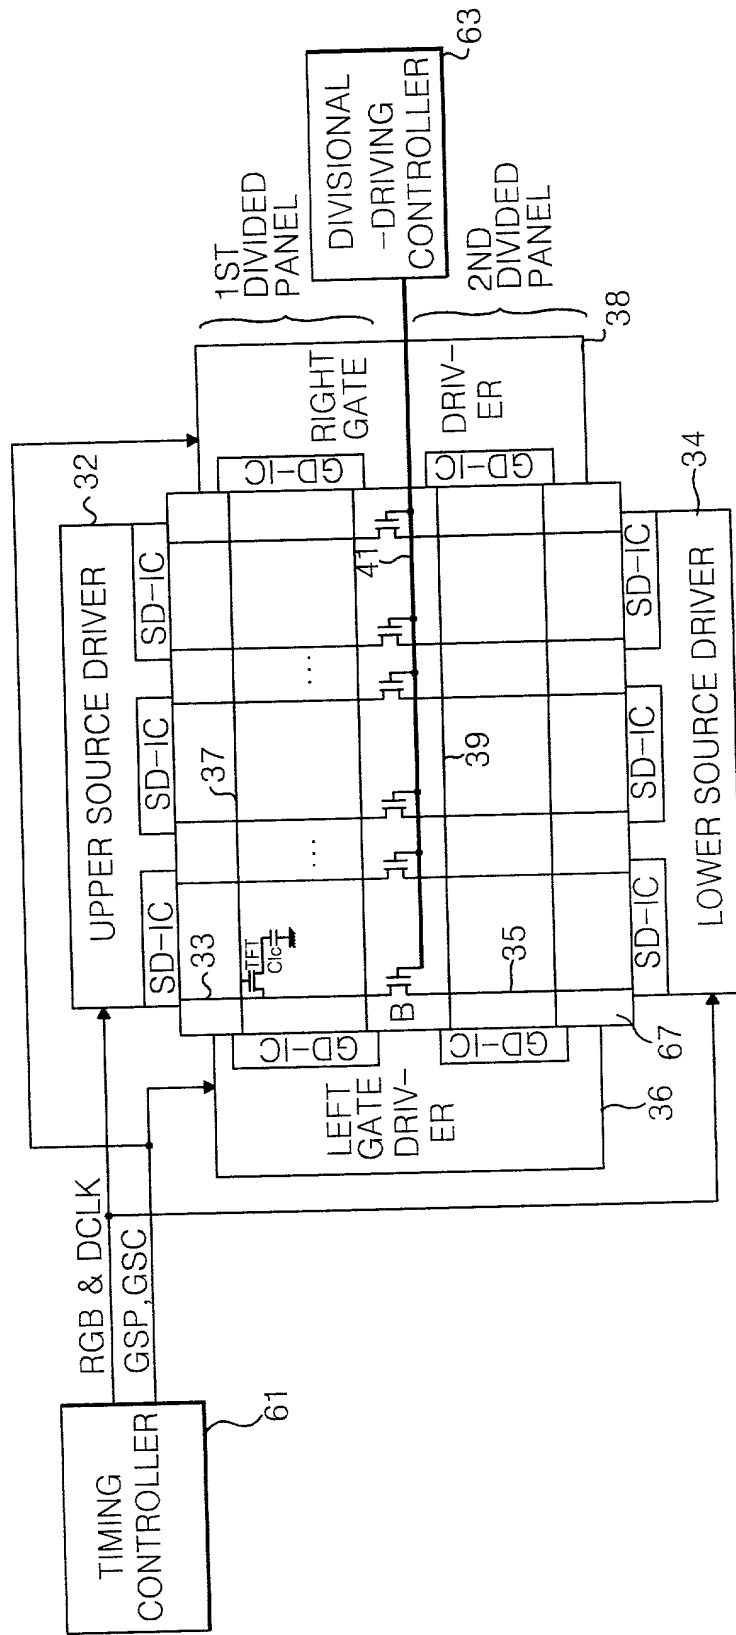 TIMING
CONTROLLER
61
RGB & DCLK
GSP,GSC
UPPER SOURCE DRIVER
32
SD-IC
SD-IC
SD-IC
33
37
TFT
Clc
...
...
41
B
35
39
67
LEFT
GATE
DRIV-
ER
GD-IC
GD-IC
36
RIGHT
GATE
DRIV-
ER
GD-IC
GD-IC
38
1ST
DIVIDED
PANEL
2ND
DIVIDED
PANEL
DIVISIONAL
-DRIVING
CONTROLLER
63
SD-IC
SD-IC
SD-IC
LOWER SOURCE DRIVER
34